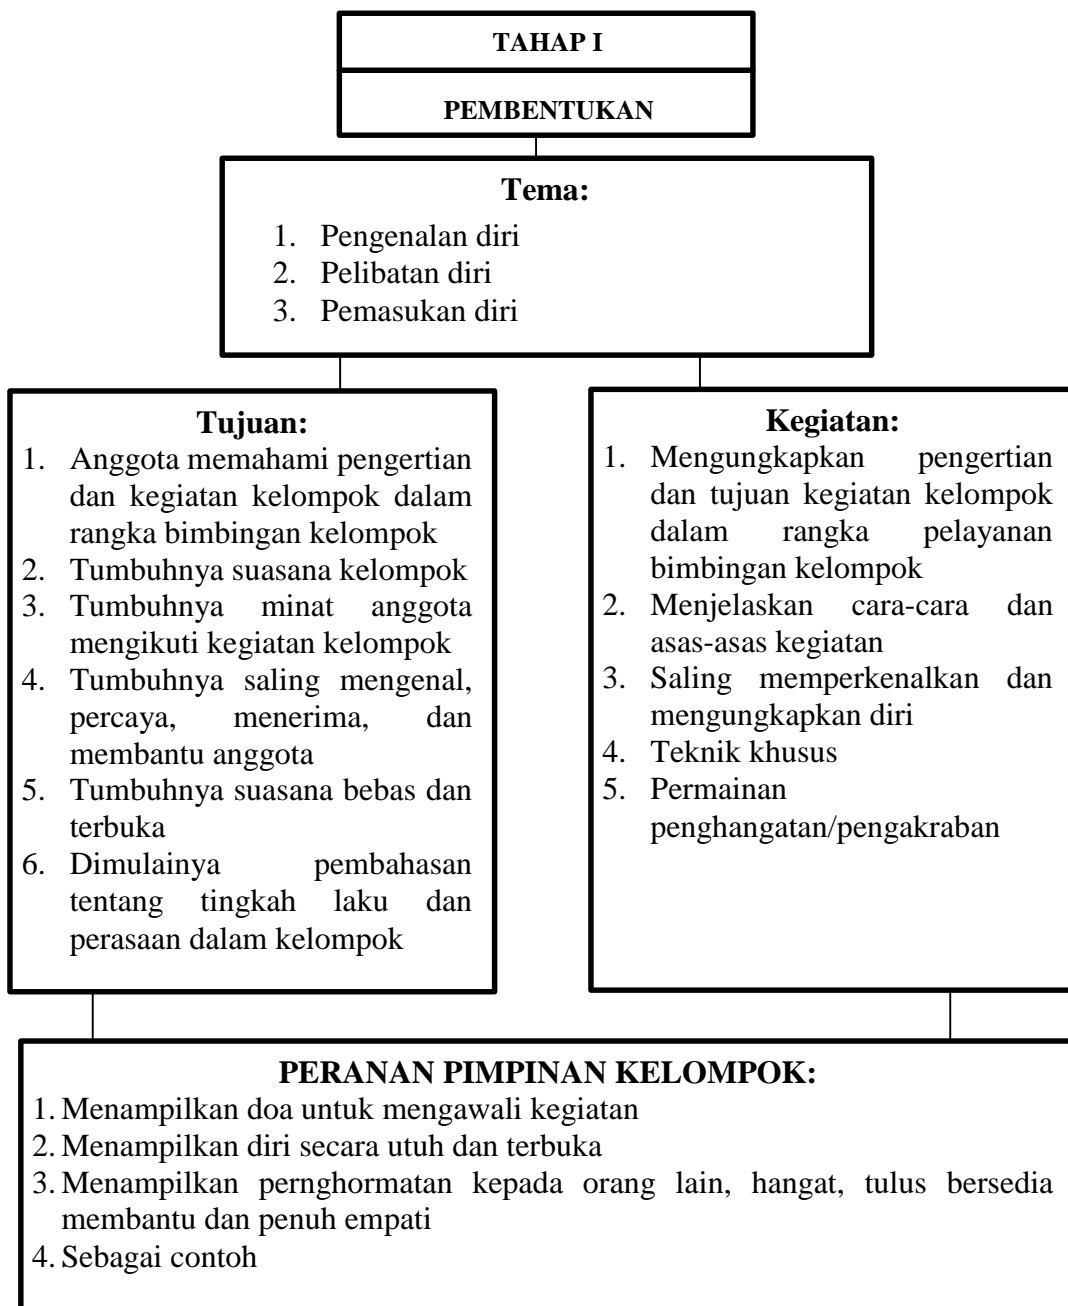 TAHAP I
PEMBENTUKAN
Tema:
1. Pengenalan diri
2. Pelibatan diri
3. Pemasukan diri
Tujuan:
1. Anggota memahami pengertian
dan kegiatan kelompok dalam
rangka bimbingan kelompok
2. Tumbuhnya suasana kelompok
3. Tumbuhnya minat anggota
mengikuti kegiatan kelompok
4. Tumbuhnya saling mengenal,
percaya, menerima, dan
membantu anggota
5. Tumbuhnya suasana bebas dan
terbuka
6. Dimulainya pembahasan
tentang tingkah laku dan
perasaan dalam kelompok
Kegiatan:
1. Mengungkapkan pengertian
dan tujuan kegiatan kelompok
dalam rangka pelayanan
bimbingan kelompok
2. Menjelaskan cara-cara dan
asas-asas kegiatan
3. Saling memperkenalkan dan
mengungkapkan diri
4. Teknik khusus
5. Permainan
penghangatan/pengakraban
PERANAN PIMPINAN KELOMPOK:
1. Menampilkan doa untuk mengawali kegiatan
2. Menampilkan diri secara utuh dan terbuka
3. Menampilkan pernghormatan kepada orang lain, hangat, tulus bersedia
membantu dan penuh empati
4. Sebagai contoh